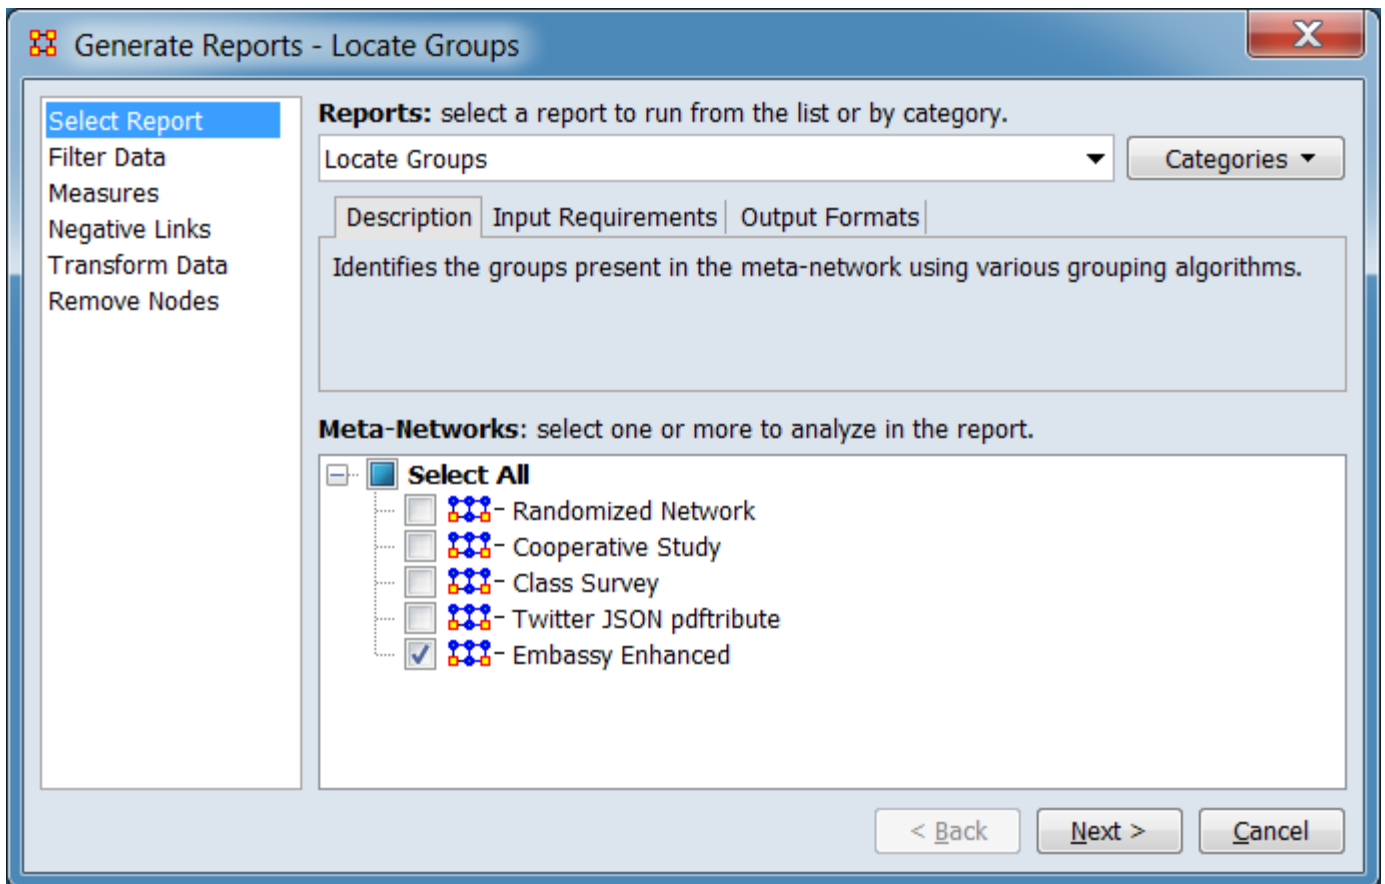 Generate Reports - Locate Groups
Select Report
Filter Data
Measures
Negative Links
Transform Data
Remove Nodes
Reports: select a report to run from the list or by category.
Locate Groups
Categories
Description
Input Requirements
Output Formats
Identifies the groups present in the meta-network using various grouping algorithms.
Meta-Networks: select one or more to analyze in the report.
Select All
Randomized Network
Cooperative Study
Class Survey
Twitter JSON pdftribute
Embassy Enhanced
< Back
Next >
Cancel